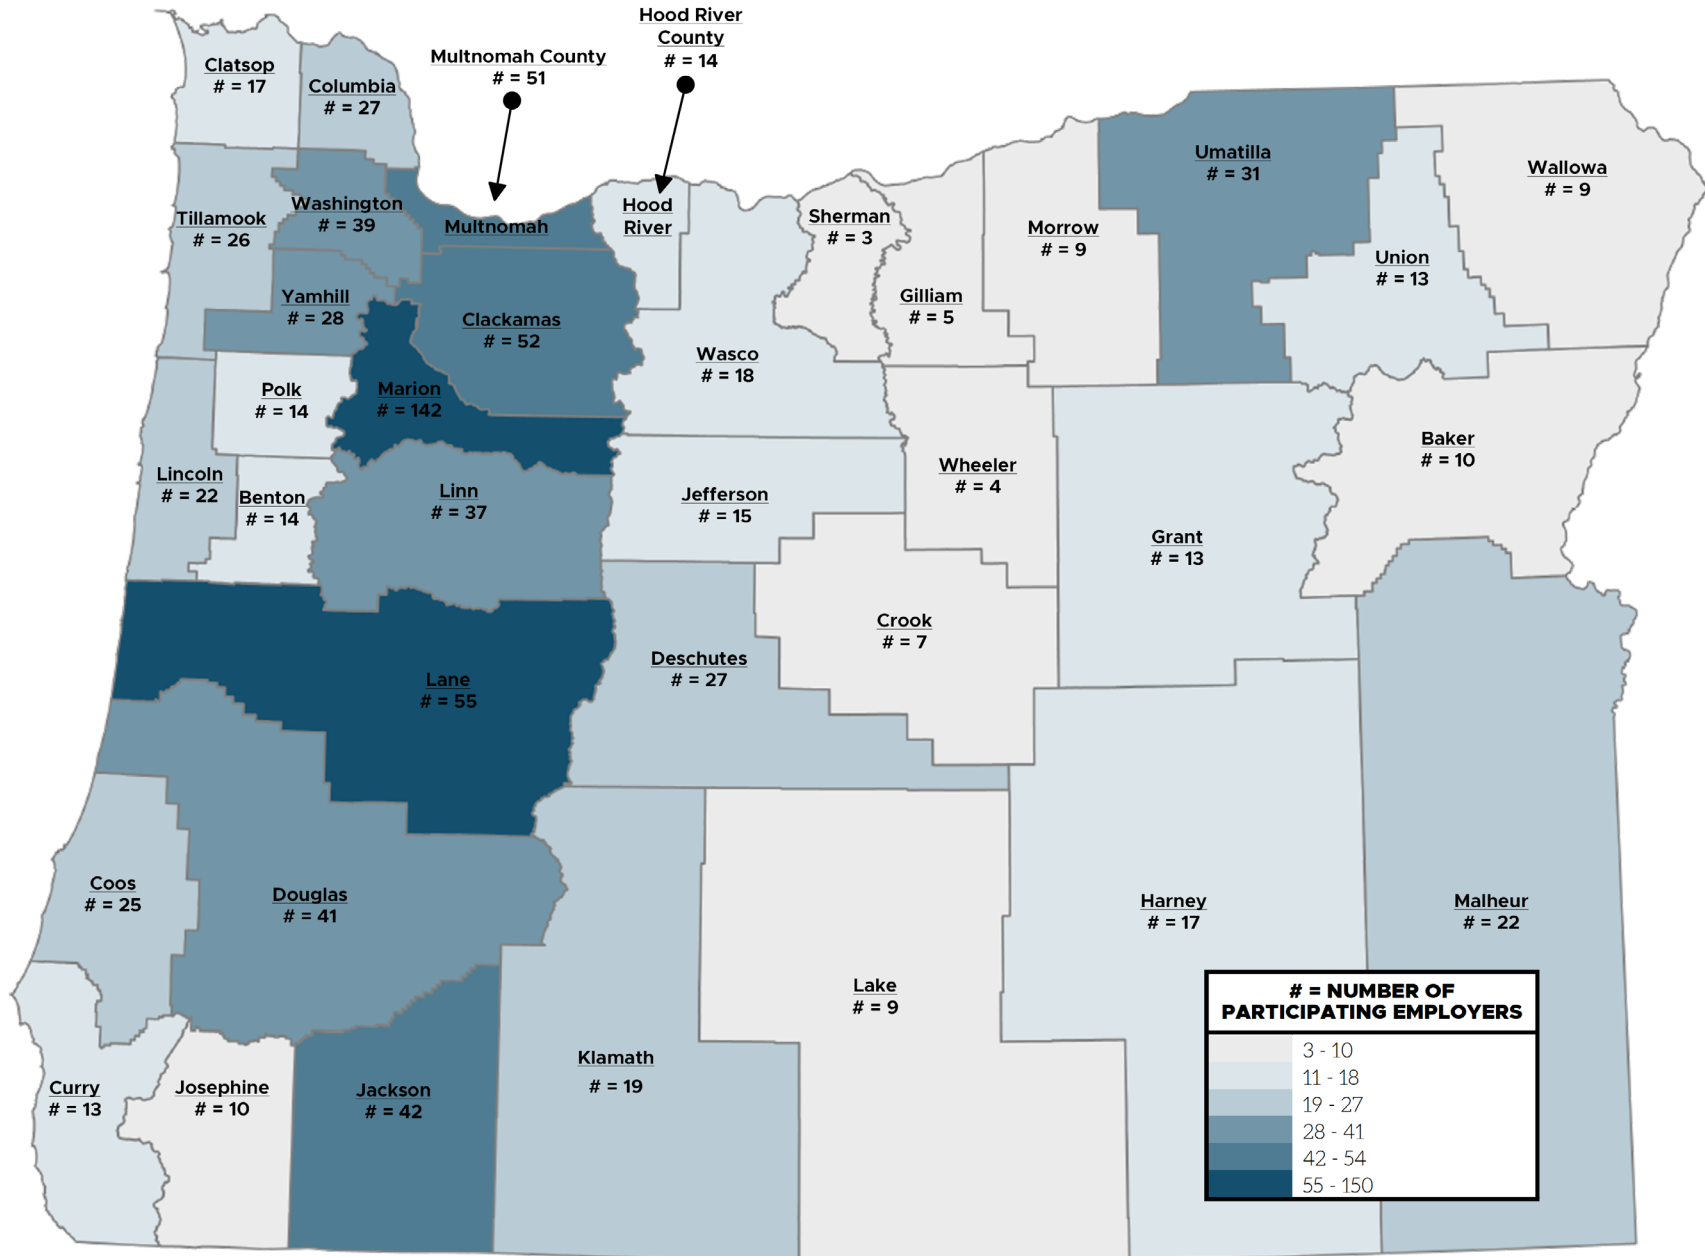 Hood River
County
# = 14
Multnomah County
# = 51
Clatsop
# = 17
Columbia
# = 27
Umatilla
# = 31
Wallowa
# = 9
Washington
# = 39
Tillamook
# = 26
Multnomah
Hood
River
Sherman
# = 3
Morrow
# = 9
Union
# = 13
Yamhill
# = 28
Gilliam
# = 5
Clackamas
# = 52
Wasco
# = 18
Polk
# = 14
Marion
# = 142
Baker
# = 10
Lincoln
# = 22
Benton
# = 14
Linn
# = 37
Jefferson
# = 15
Wheeler
# = 4
Grant
# = 13
Crook
# = 7
Deschutes
# = 27
Lane
# = 55
Coos
# = 25
Douglas
# = 41
Harney
# = 17
Malheur
# = 22
Lake
# = 9
Klamath
# = 19
Curry
# = 13
Josephine
# = 10
Jackson
# = 42
# = NUMBER OF
PARTICIPATING EMPLOYERS
3 - 10
11 - 18
19 - 27
28 - 41
42 - 54
55 - 150